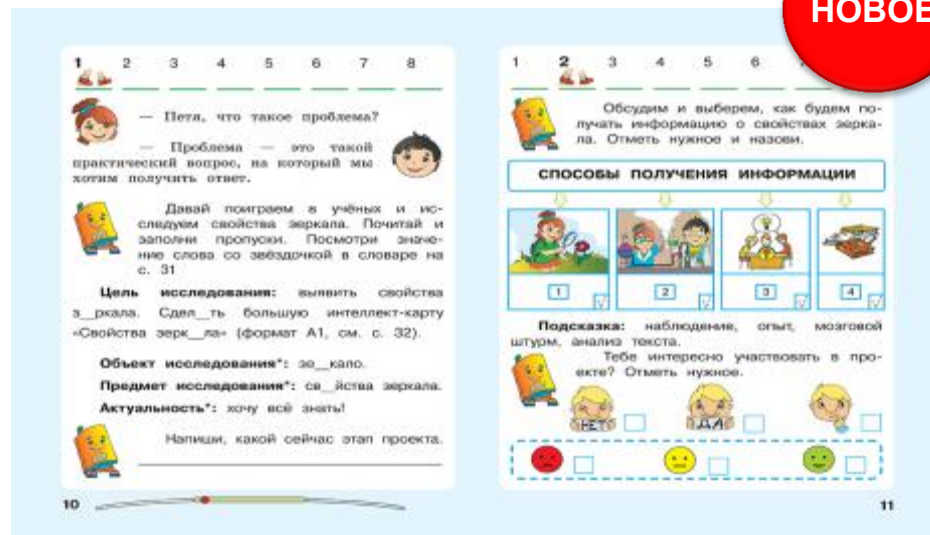 НОВОЕ
1 2 3 4 5 6 7 8
— Петя, что такое проблема?
— Проблема — это такой
практический вопрос, на который мы
хотим получить ответ.
Давай поиграем в учёных и ис-
следуем свойства зеркала. Почитай и
заполни пропуски. Посмотри значе-
ние слова со звёздочкой в словаре на
с. 31
Цель исследования: выявить свойства
з__ркала. Сдел__ть большую интеллект-карту
«Свойства зерк__ла» (формат А1, см. с. 32).
Объект исследования*: зе__кало.
Предмет исследования*: св__йства зеркала.
Актуальность*: хочу всё знать!
Напиши, какой сейчас этап проекта.
10
1 2 3 4 5 6
Обсудим и выберем, как будем по-
лучать информацию о свойствах зерка-
ла. Отметь нужное и назови.
СПОСОБЫ ПОЛУЧЕНИЯ ИНФОРМАЦИИ
1 2 3 4
Подсказка: наблюдение, опыт, мозговой
штурм, анализ текста.
Тебе интересно участвовать в про-
екте? Отметь нужное.
НЕТ ДА
11